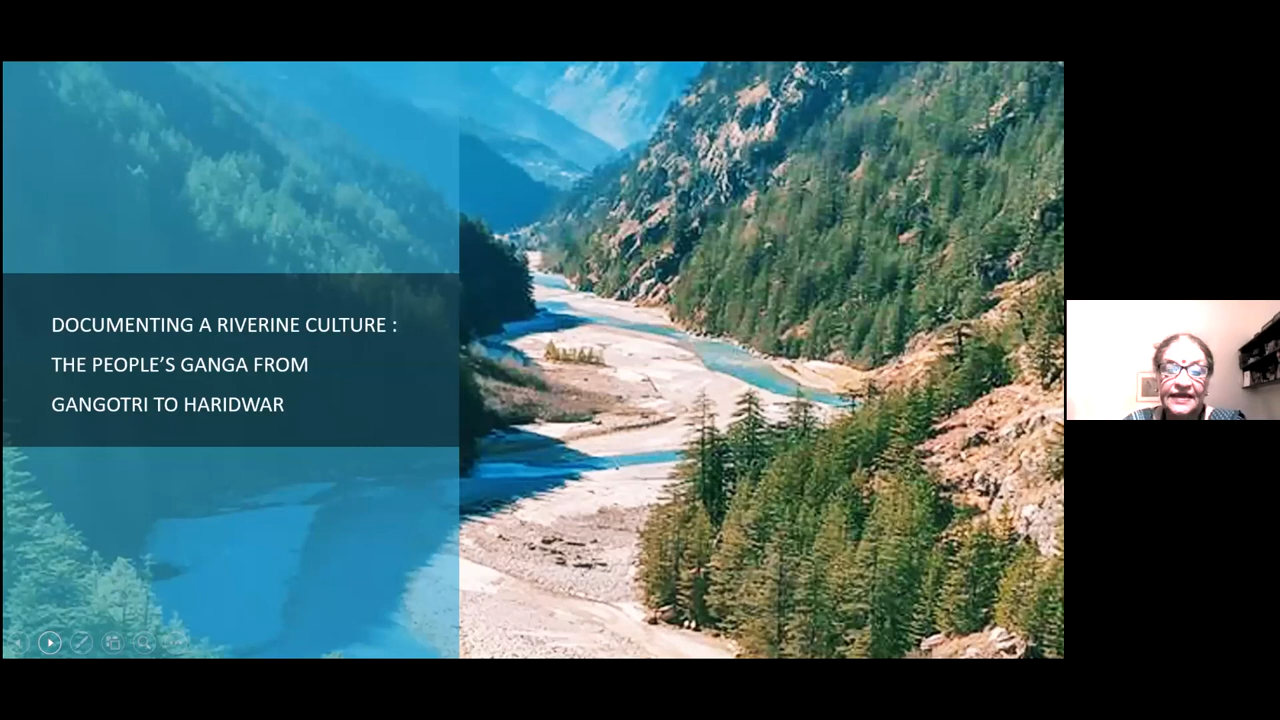 DOCUMENTING A RIVERINE CULTURE :
THE PEOPLE’S GANGA FROM
GANGOTRI TO HARIDWAR